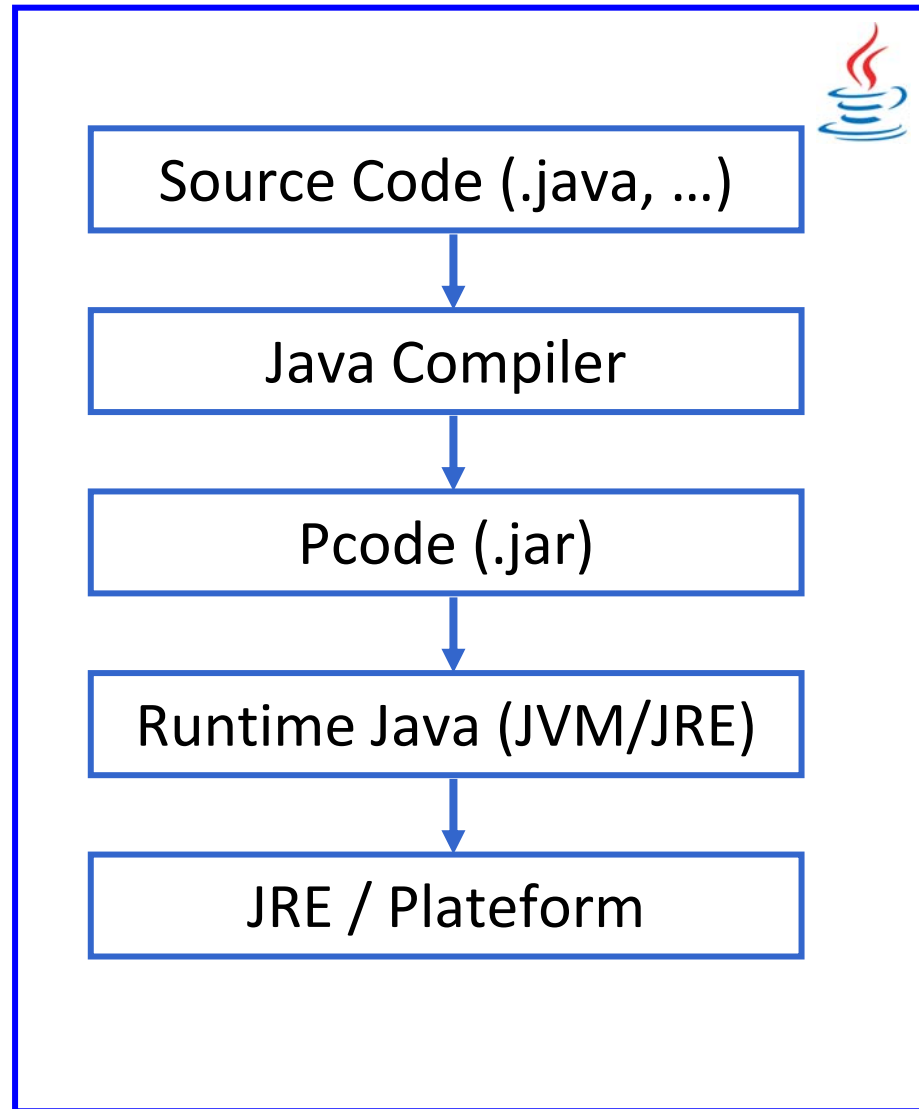 Source Code (.java, …)
Java Compiler
Pcode (.jar)
Runtime Java (JVM/JRE)
JRE / Plateform